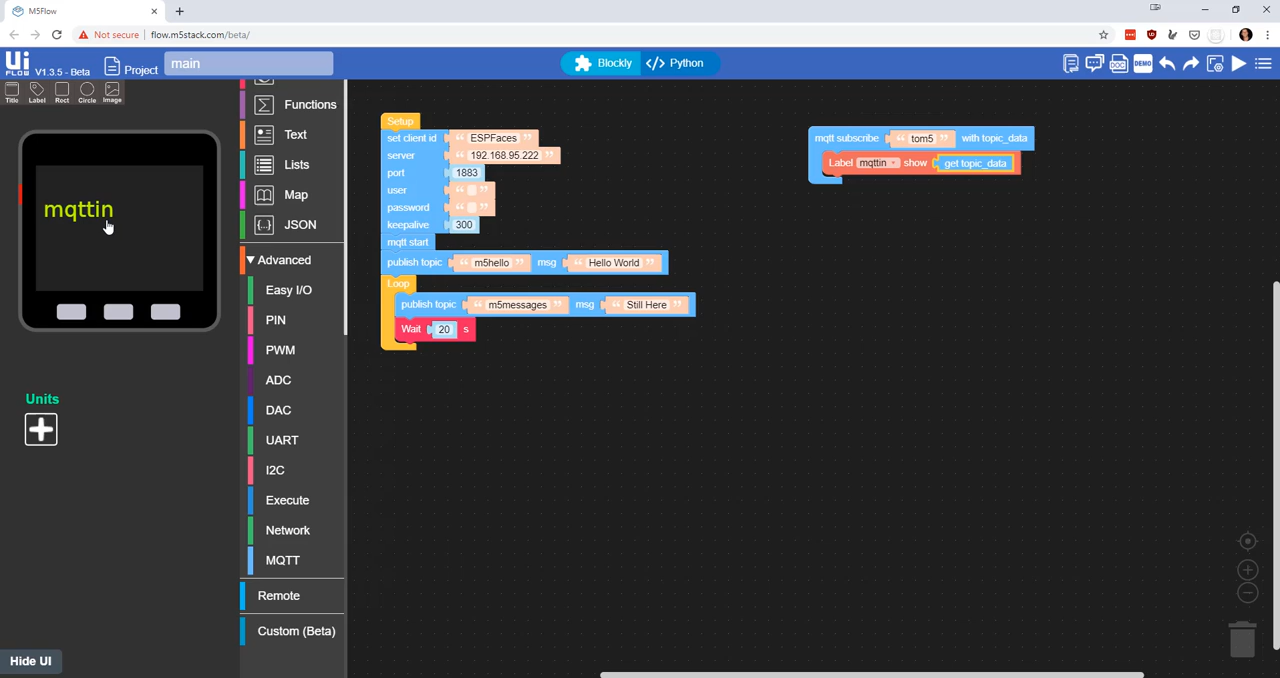 M5Flow
Not secure flow.m5stack.com/beta/
Ui FLOW V1.3.5 - Beta Project main Blockly </> Python DOC DEMO
Title Label Rect Circle Image
mqttin
Units
Hide UI
Functions
Text
Lists
Map
JSON
Advanced
Easy I/O
PIN
PWM
ADC
DAC
UART
I2C
Execute
Network
MQTT
Remote
Custom (Beta)
Setup
set client id “ ESPFaces ”
server “ 192.168.95.222 ”
port 1883
user “ ”
password “ ”
keepalive 300
mqtt start
publish topic “ m5hello ” msg “ Hello World ”
Loop
publish topic “ m5messages ” msg “ Still Here ”
Wait 20 s
mqtt subscribe “ tom5 ” with topic_data
Label mqttin show get topic_data